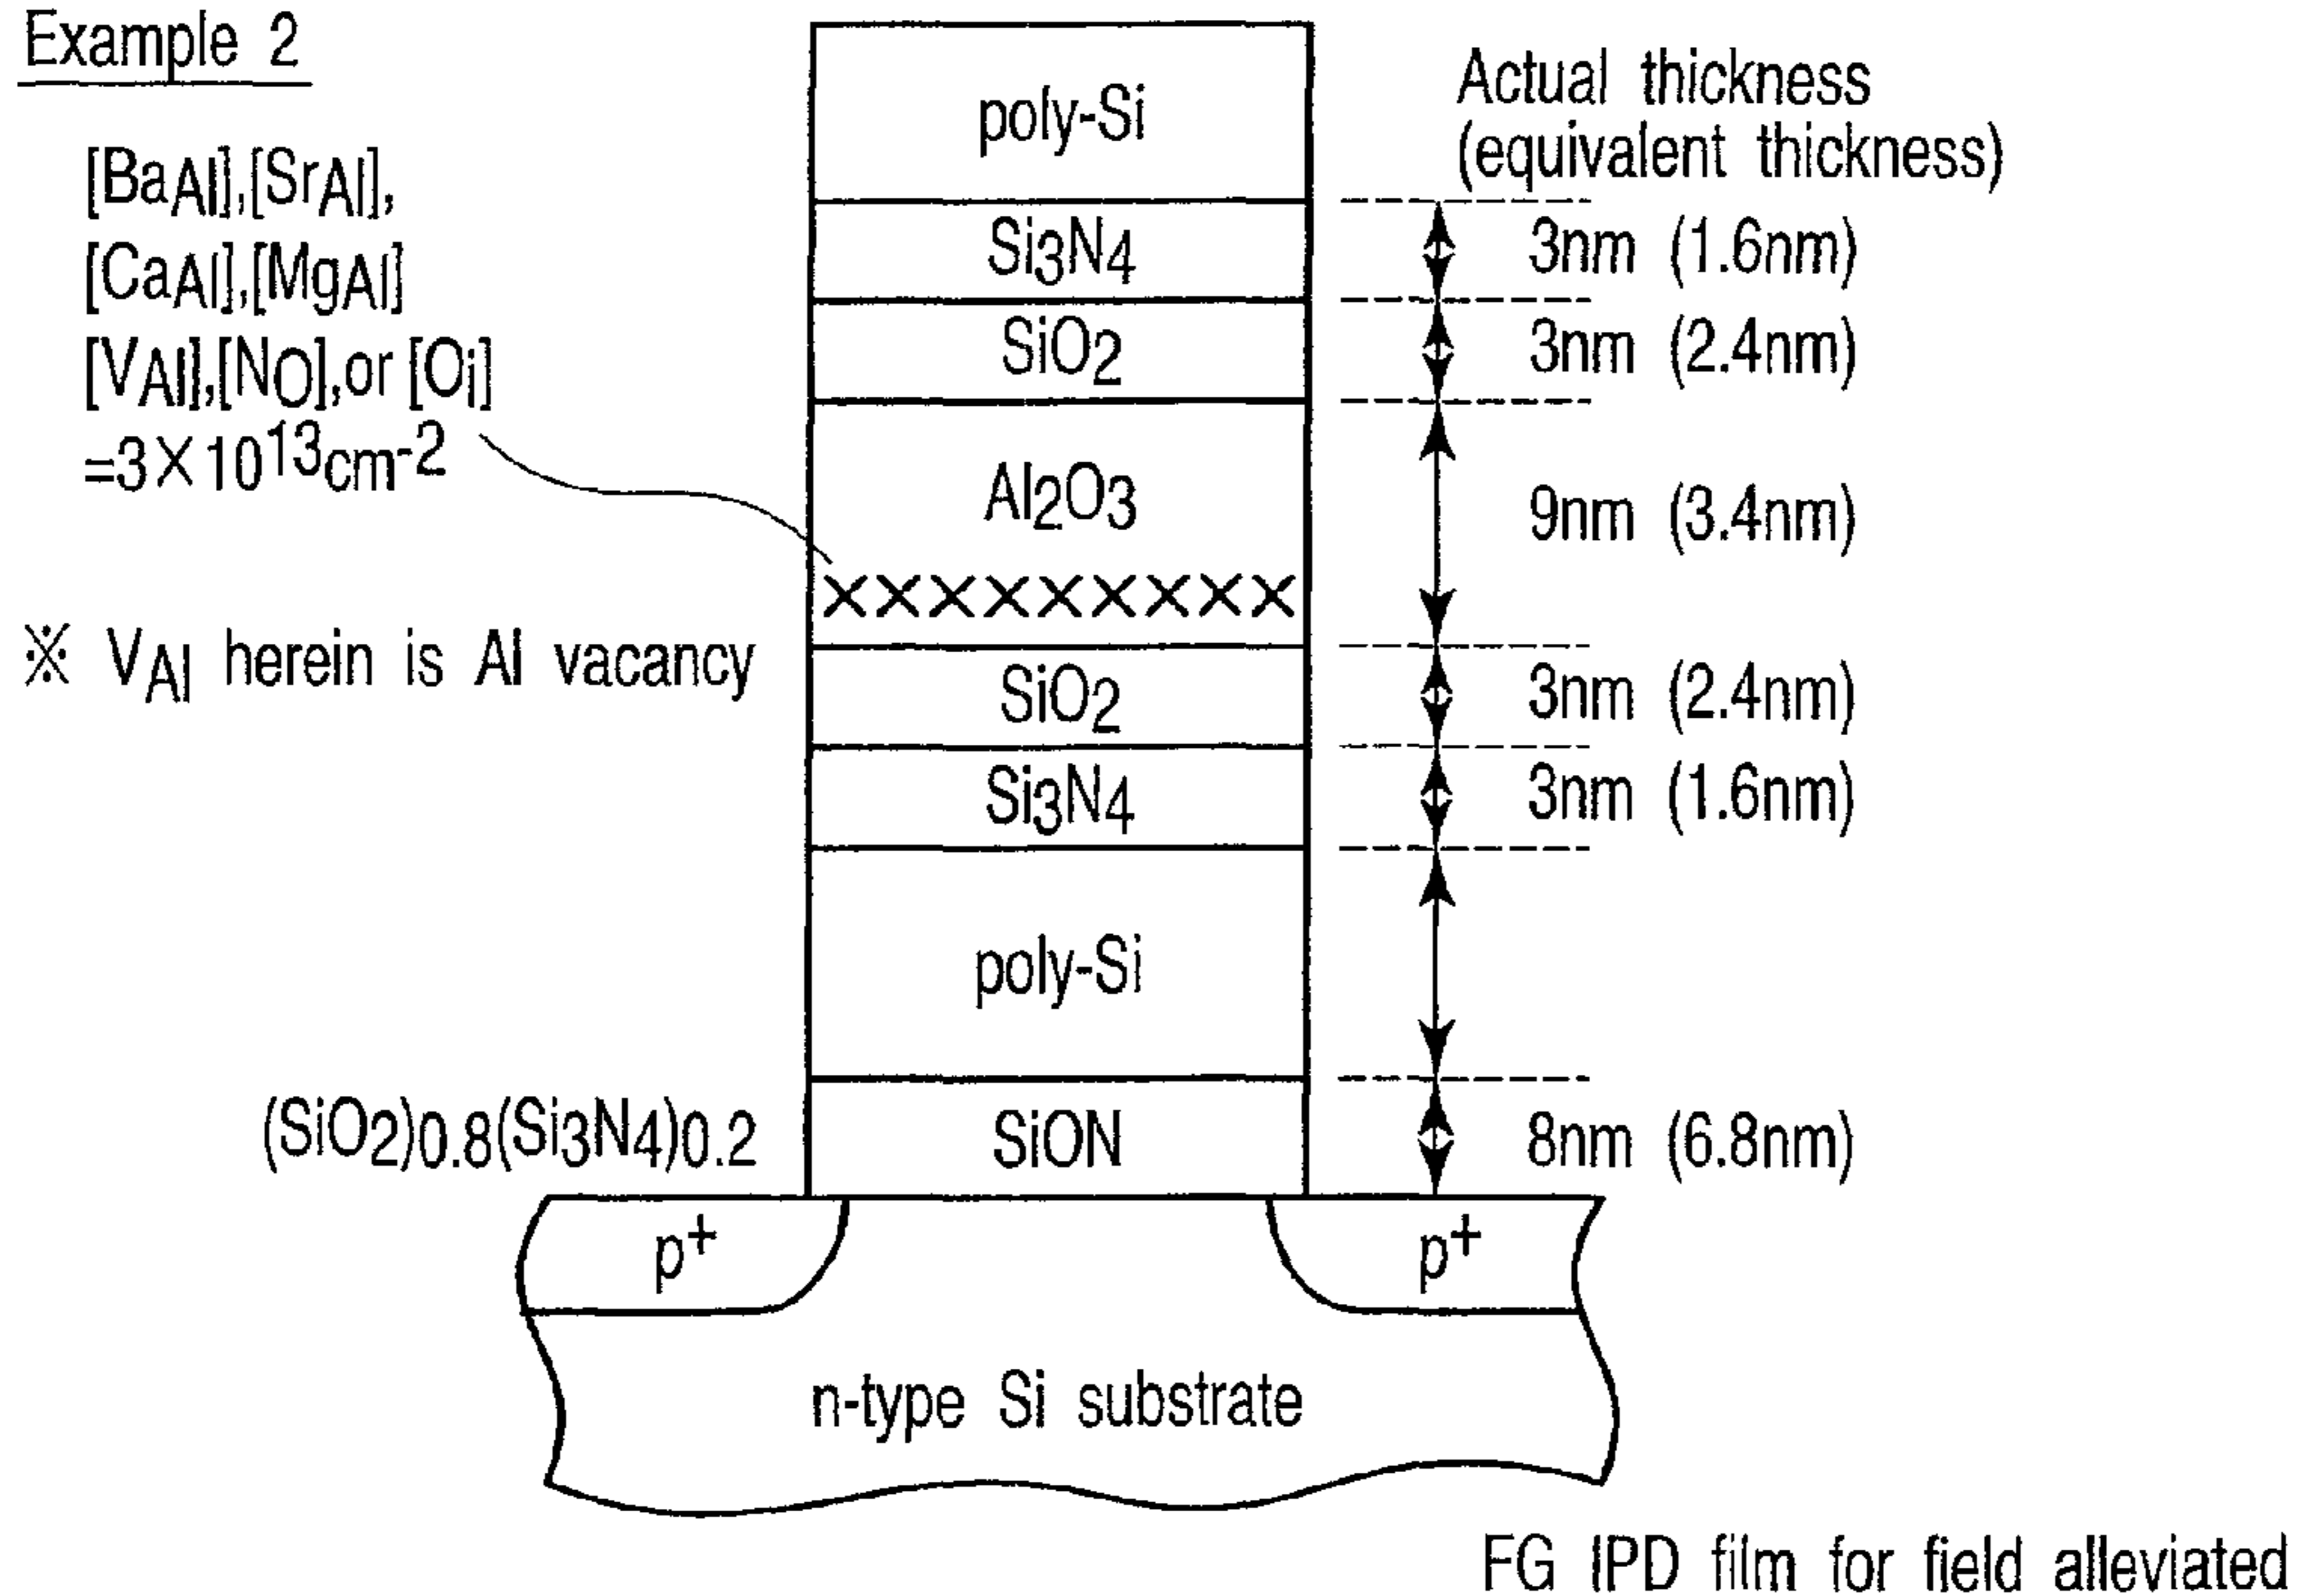 Example 2
[BaAl],[SrAl],
[CaAl],[MgAl]
[VAl],[NO],or [Oi]
=3×10¹³cm⁻²
※ VAl herein is Al vacancy
poly-Si
Si₃N₄
SiO₂
Al₂O₃
×××××××××
SiO₂
Si₃N₄
poly-Si
(SiO₂)0.8(Si₃N₄)0.2
SiON
Actual thickness
(equivalent thickness)
3nm (1.6nm)
3nm (2.4nm)
9nm (3.4nm)
3nm (2.4nm)
3nm (1.6nm)
8nm (6.8nm)
p⁺
p⁺
n-type Si substrate
FG IPD film for field alleviated